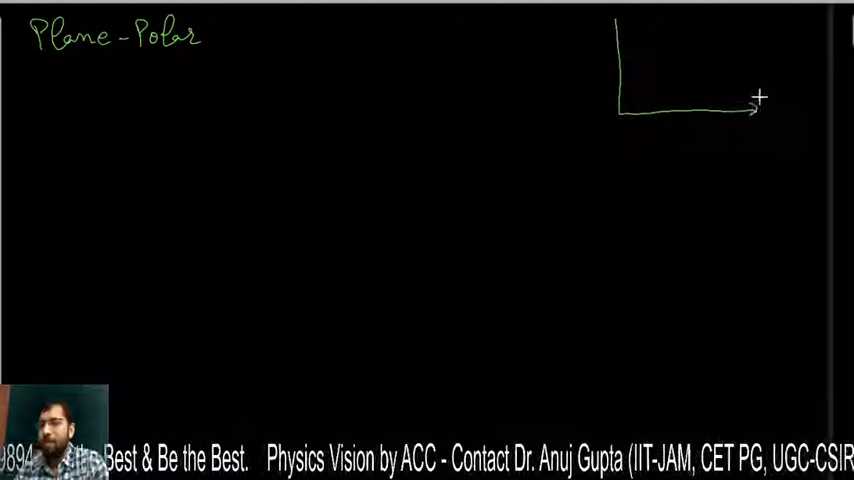 Plane-Polar
Best & Be the Best. Physics Vision by ACC - Contact Dr. Anuj Gupta (IIT-JAM, CET PG, UGC-CSIR